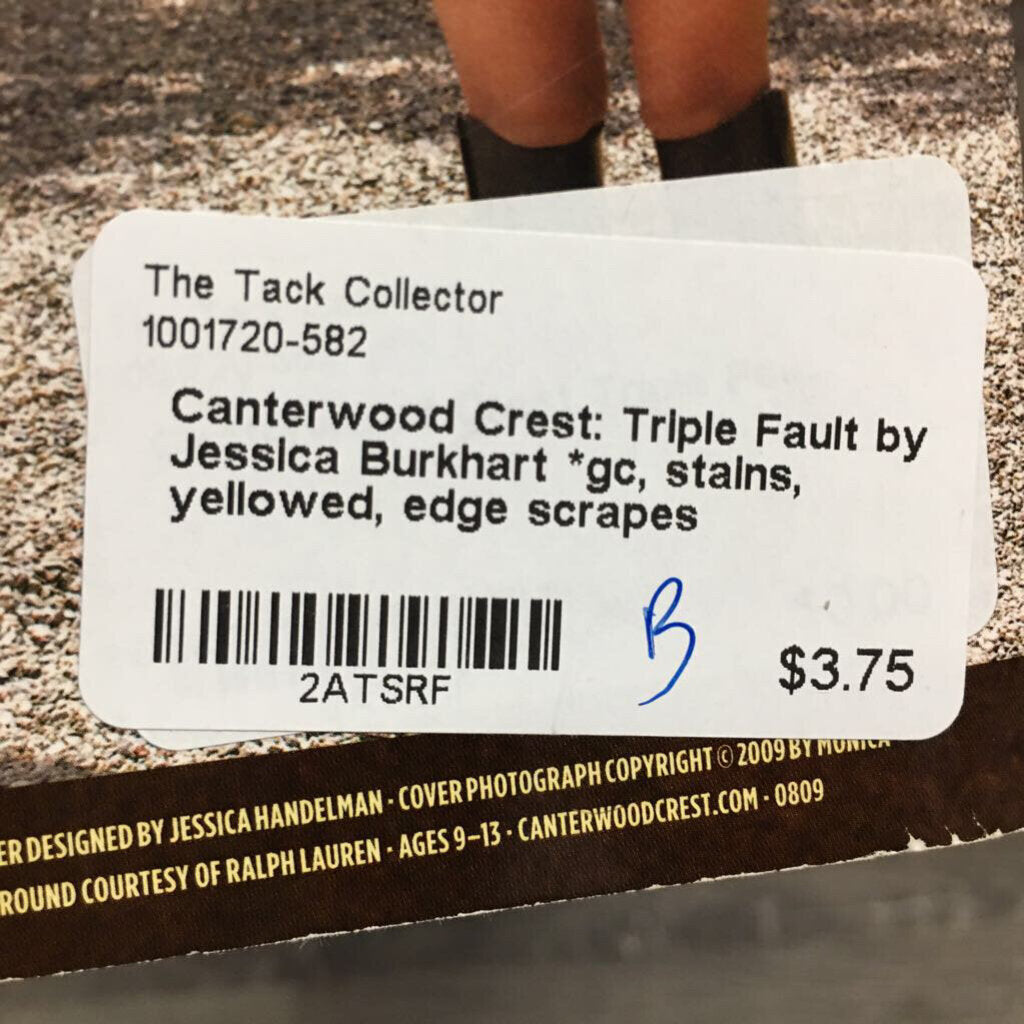 The Tack Collector
1001720-582
Canterwood Crest: Triple Fault by
Jessica Burkhart *gc, stains,
yellowed, edge scrapes
B
2ATSRF
$3.75
ER DESIGNED BY JESSICA HANDELMAN · COVER PHOTOGRAPH COPYRIGHT © 2009 BY MONICA
ROUND COURTESY OF RALPH LAUREN · AGES 9–13 · CANTERWOODCREST.COM · 0809